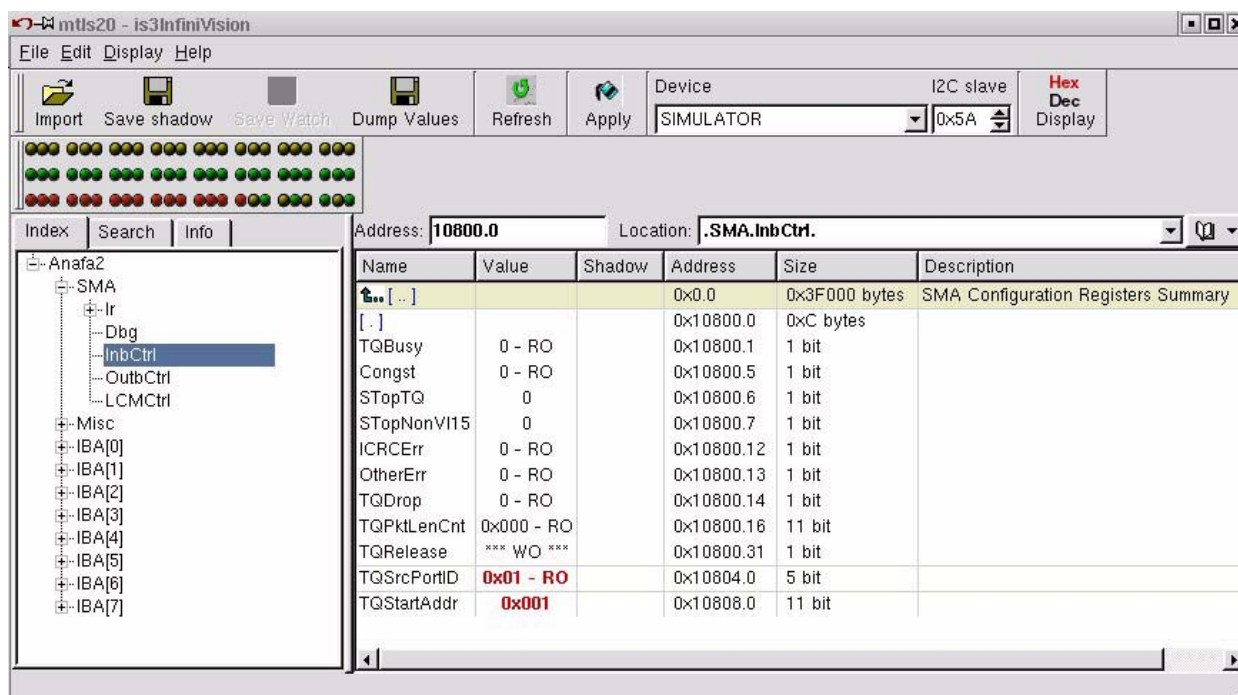 mtls20 - is3InfiniVision
File Edit Display Help
Import Save shadow Save Watch Dump Values Refresh Apply
Device
SIMULATOR
I2C slave
0x5A
Hex
Dec
Display
Index Search Info
Address: 10800.0 Location: .SMA.InbCtrl.
Anafa2
SMA
Ir
Dbg
InbCtrl
OutbCtrl
LCMCtrl
Misc
IBA[0]
IBA[1]
IBA[2]
IBA[3]
IBA[4]
IBA[5]
IBA[6]
IBA[7]
Name Value Shadow Address Size Description
[ .. ] 0x0.0 0x3F000 bytes SMA Configuration Registers Summary
[ . ] 0x10800.0 0xC bytes
TQBusy 0 - RO 0x10800.1 1 bit
Congst 0 - RO 0x10800.5 1 bit
STopTQ 0 0x10800.6 1 bit
STopNonVl15 0 0x10800.7 1 bit
ICRCErr 0 - RO 0x10800.12 1 bit
OtherErr 0 - RO 0x10800.13 1 bit
TQDrop 0 - RO 0x10800.14 1 bit
TQPktLenCnt 0x000 - RO 0x10800.16 11 bit
TQRelease *** WO *** 0x10800.31 1 bit
TQSrcPortID 0x01 - RO 0x10804.0 5 bit
TQStartAddr 0x001 0x10808.0 11 bit